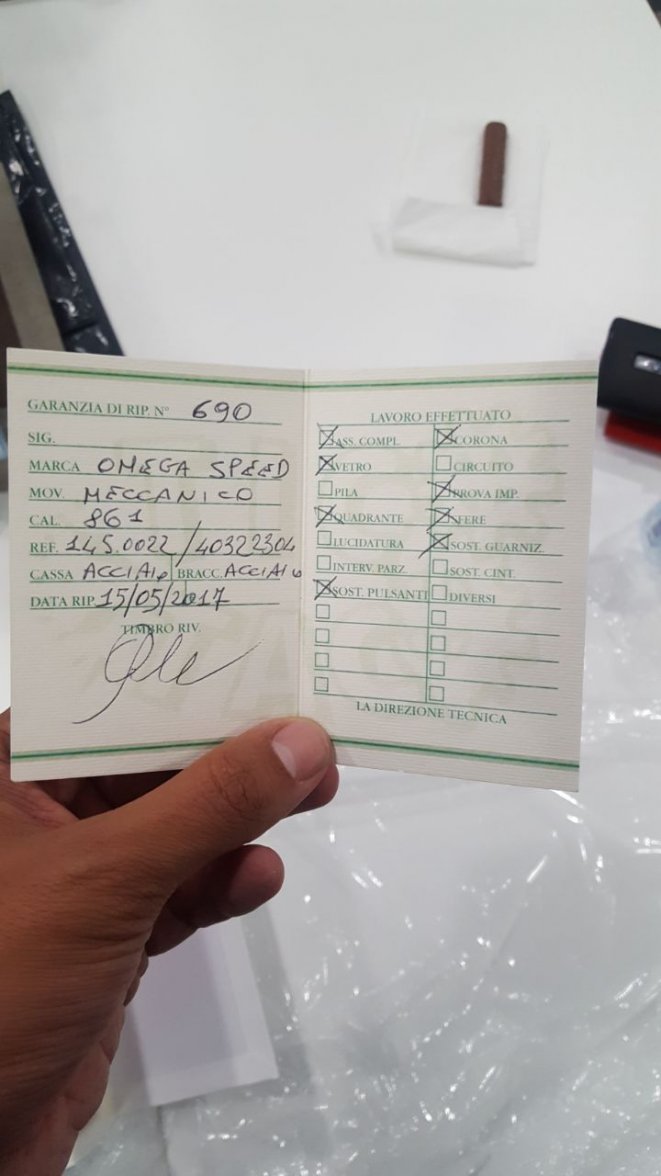 GARANZIA DI RIP. N° 690
SIG.
MARCA OMEGA SPEED
MOV. MECCANICO
CAL. 861
REF. 145.0022/40322304
CASSA ACCIAIO BRACC. ACCIAIO
DATA RIP. 15/05/2017
TIMBRO RIV.
LAVORO EFFETTUATO
ASS. COMPL. CORONA
VETRO CIRCUITO
PILA PROVA IMP.
QUADRANTE SFERE
LUCIDATURA SOST. GUARNIZ.
INTERV. PARZ. SOST. CINT.
SOST. PULSANTI DIVERSI
LA DIREZIONE TECNICA